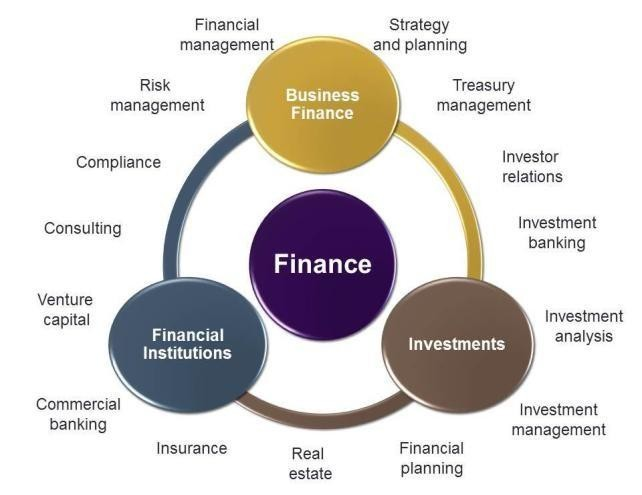 Financial
management
Strategy
and planning
Risk
management
Business
Finance
Treasury
management
Compliance
Investor
relations
Consulting
Investment
banking
Finance
Venture
capital
Financial
Institutions
Investments
Investment
analysis
Commercial
banking
Investment
management
Insurance
Real
estate
Financial
planning